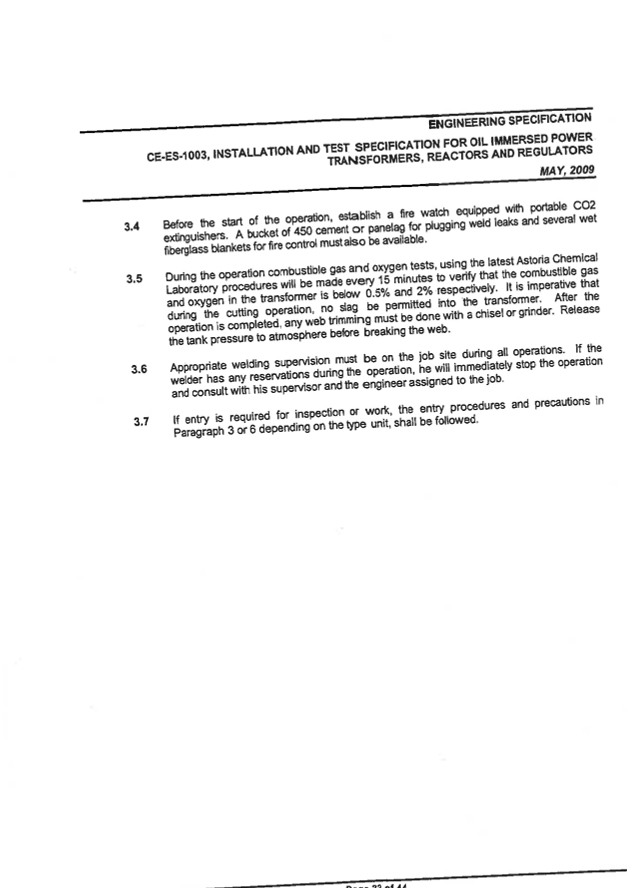 ENGINEERING SPECIFICATION
CE-ES-1003, INSTALLATION AND TEST SPECIFICATION FOR OIL IMMERSED POWER
TRANSFORMERS, REACTORS AND REGULATORS
MAY, 2009
3.4 Before the start of the operation, establish a fire watch equipped with portable CO2
extinguishers. A bucket of 450 cement or panelag for plugging weld leaks and several wet
fiberglass blankets for fire control must also be available.
3.5 During the operation combustible gas and oxygen tests, using the latest Astoria Chemical
Laboratory procedures will be made every 15 minutes to verify that the combustible gas
and oxygen in the transformer is below 0.5% and 2% respectively. It is imperative that
during the cutting operation, no slag be permitted into the transformer. After the
operation is completed, any web trimming must be done with a chisel or grinder. Release
the tank pressure to atmosphere before breaking the web.
3.6 Appropriate welding supervision must be on the job site during all operations. If the
welder has any reservations during the operation, he will immediately stop the operation
and consult with his supervisor and the engineer assigned to the job.
3.7 If entry is required for inspection or work, the entry procedures and precautions in
Paragraph 3 or 6 depending on the type unit, shall be followed.
of 44